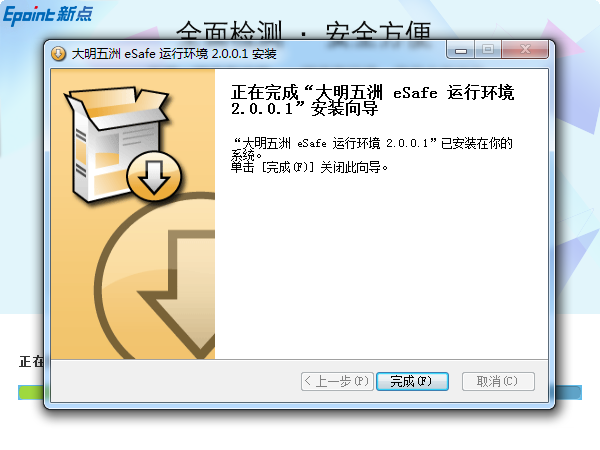 Epoint新点
全面检测 · 安全方便
大明五洲 eSafe 运行环境 2.0.0.1 安装
正在完成“大明五洲 eSafe 运行环境
2.0.0.1”安装向导
“大明五洲 eSafe 运行环境 2.0.0.1”已安装在你的
系统。
单击 [完成(F)] 关闭此向导。
正在
< 上一步(P) 完成(F) 取消(C)